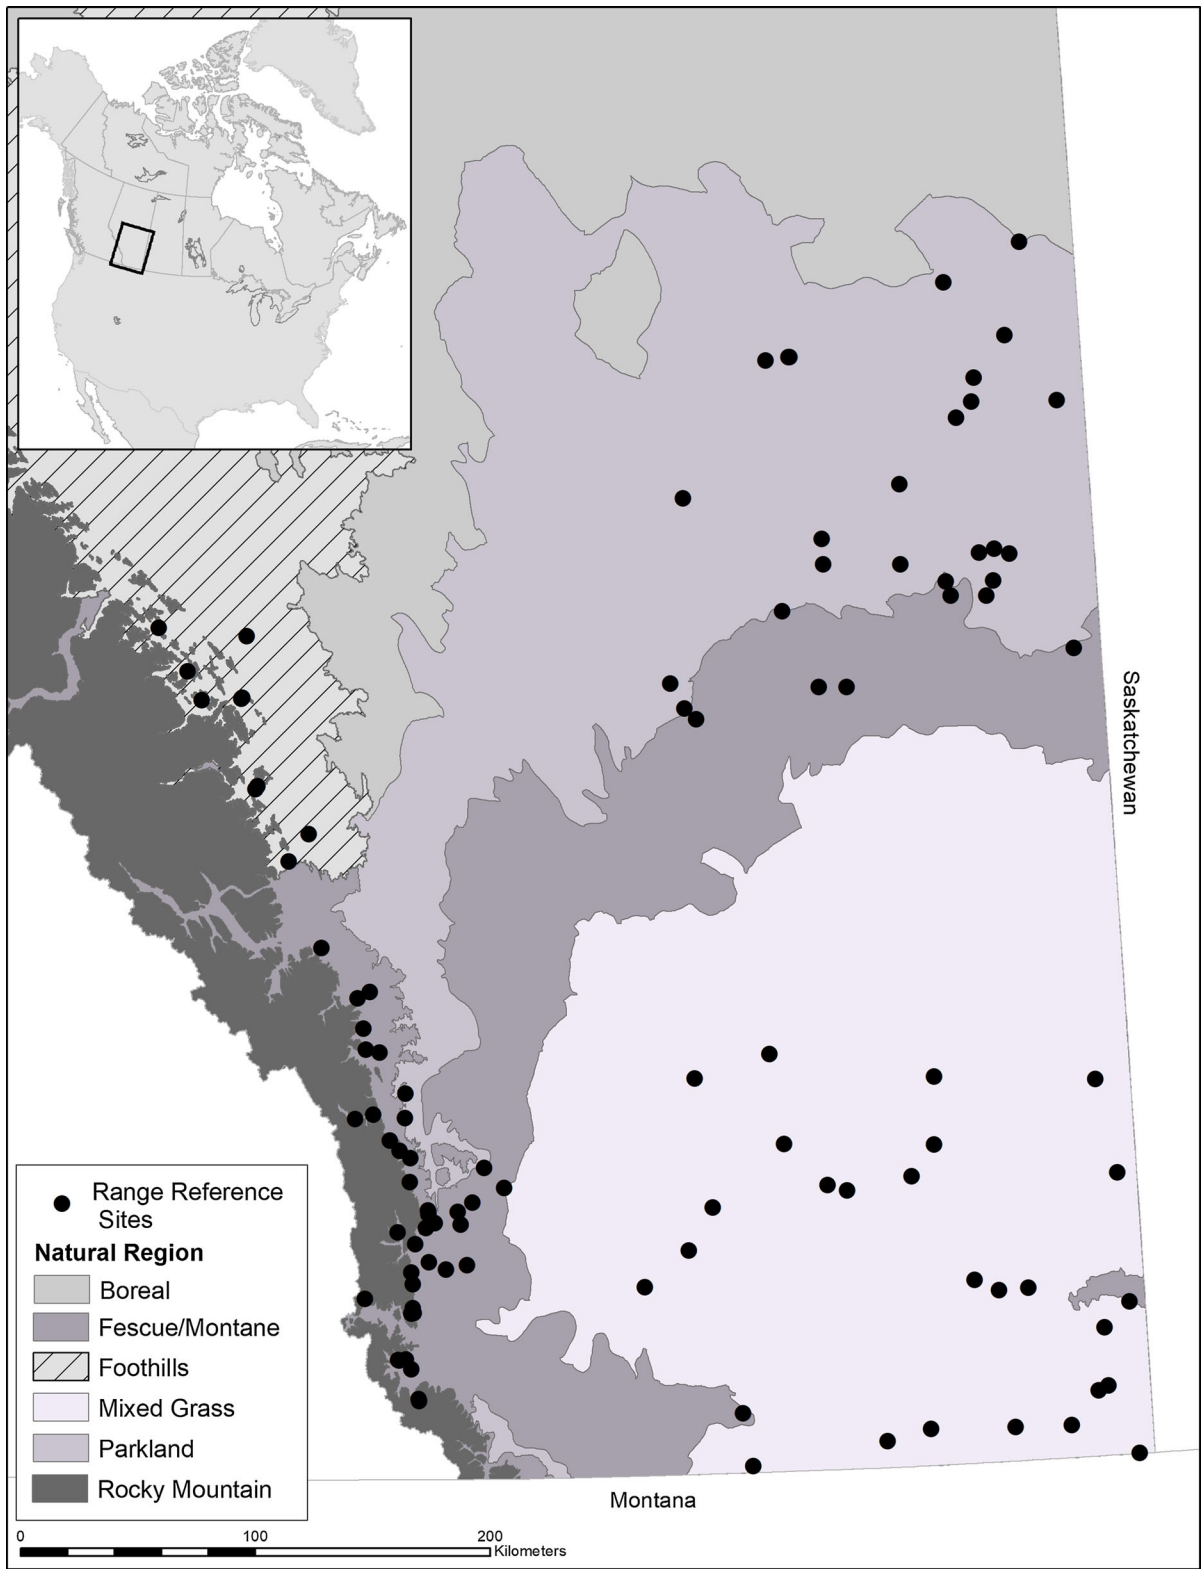 Saskatchewan
Range Reference
Sites
Natural Region
Boreal
Fescue/Montane
Foothills
Mixed Grass
Parkland
Rocky Mountain
Montana
0 100 200
Kilometers